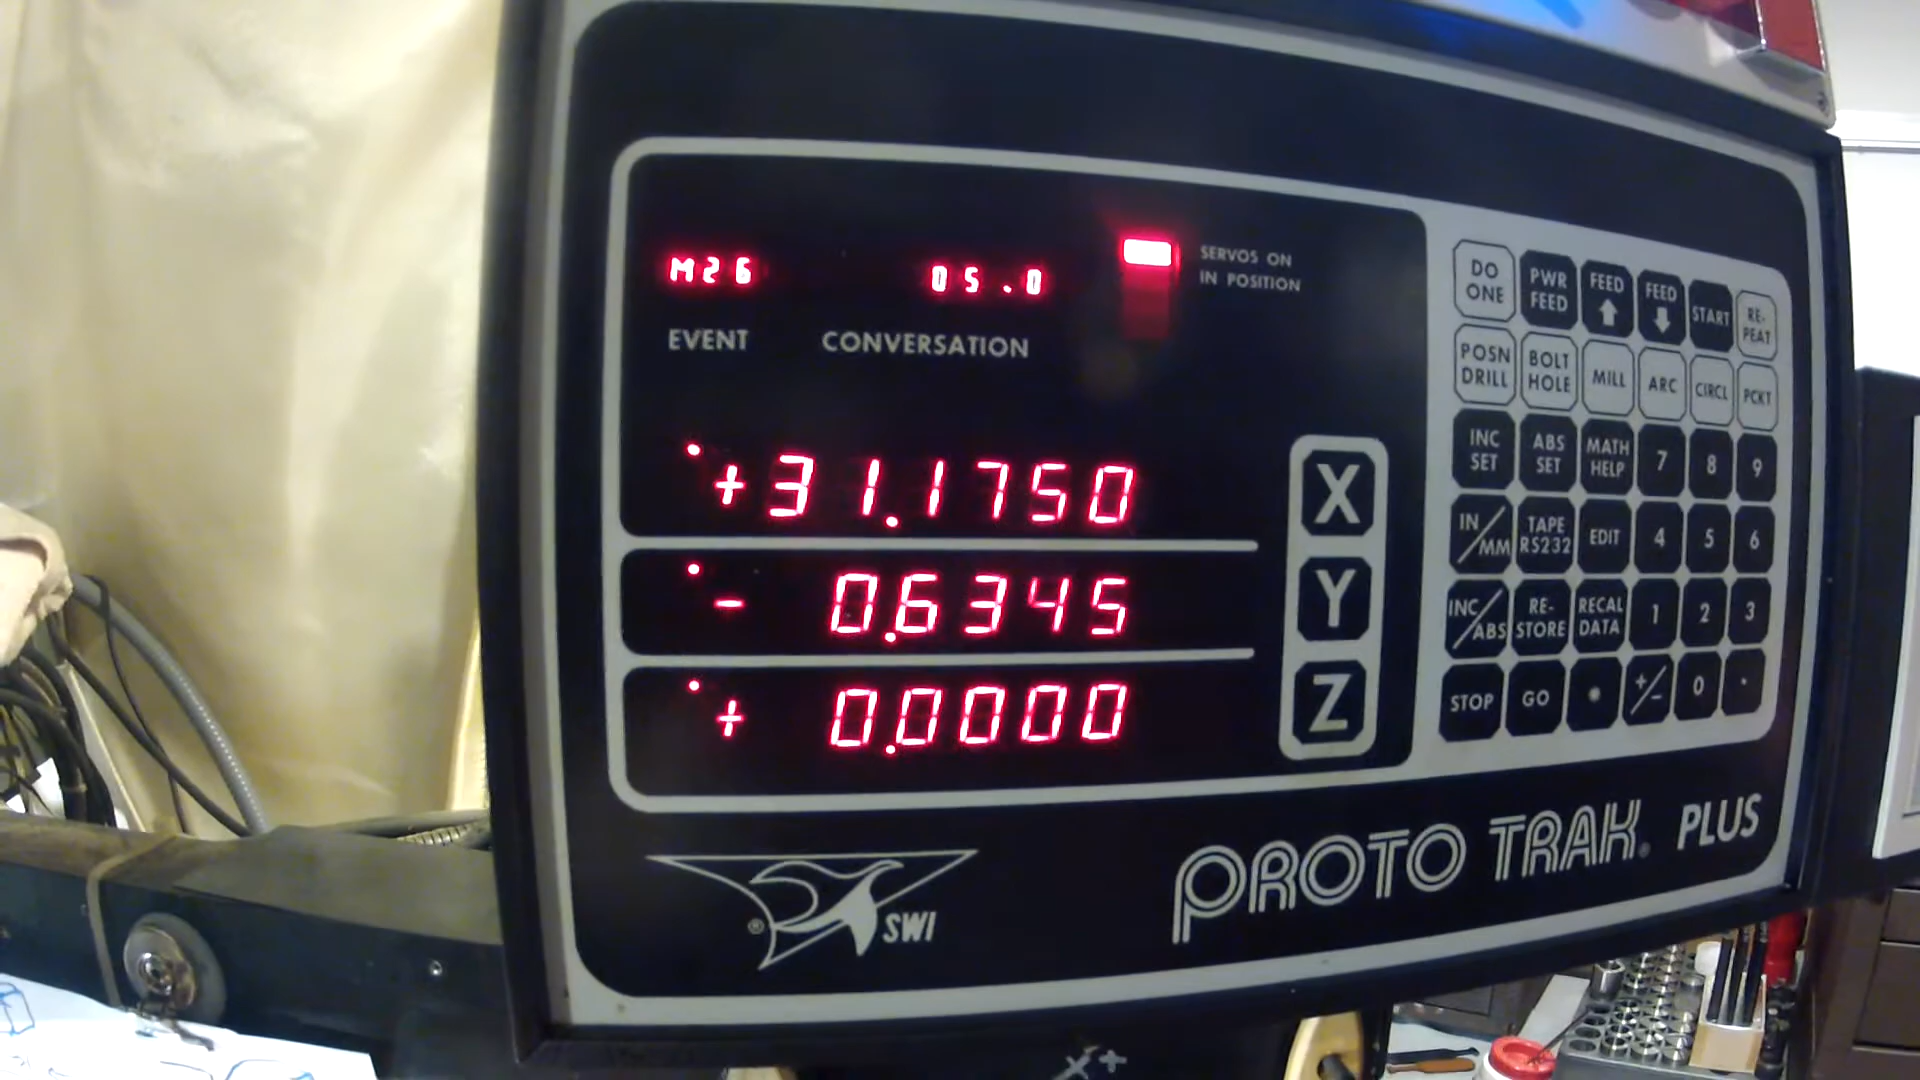 M26 05.0
SERVOS ON
IN POSITION
EVENT CONVERSATION
+31.1750 X
- 0.6345 Y
+ 0.0000 Z
DO ONE PWR FEED FEED FEED START RE-PEAT
POSN DRILL BOLT HOLE MILL ARC CIRCL PCKT
INC SET ABS SET MATH HELP 7 8 9
IN/MM TAPE RS232 EDIT 4 5 6
INC/ABS RE-STORE RECAL DATA 1 2 3
STOP GO +/- 0 .
® SWI
PROTO TRAK® PLUS
X+